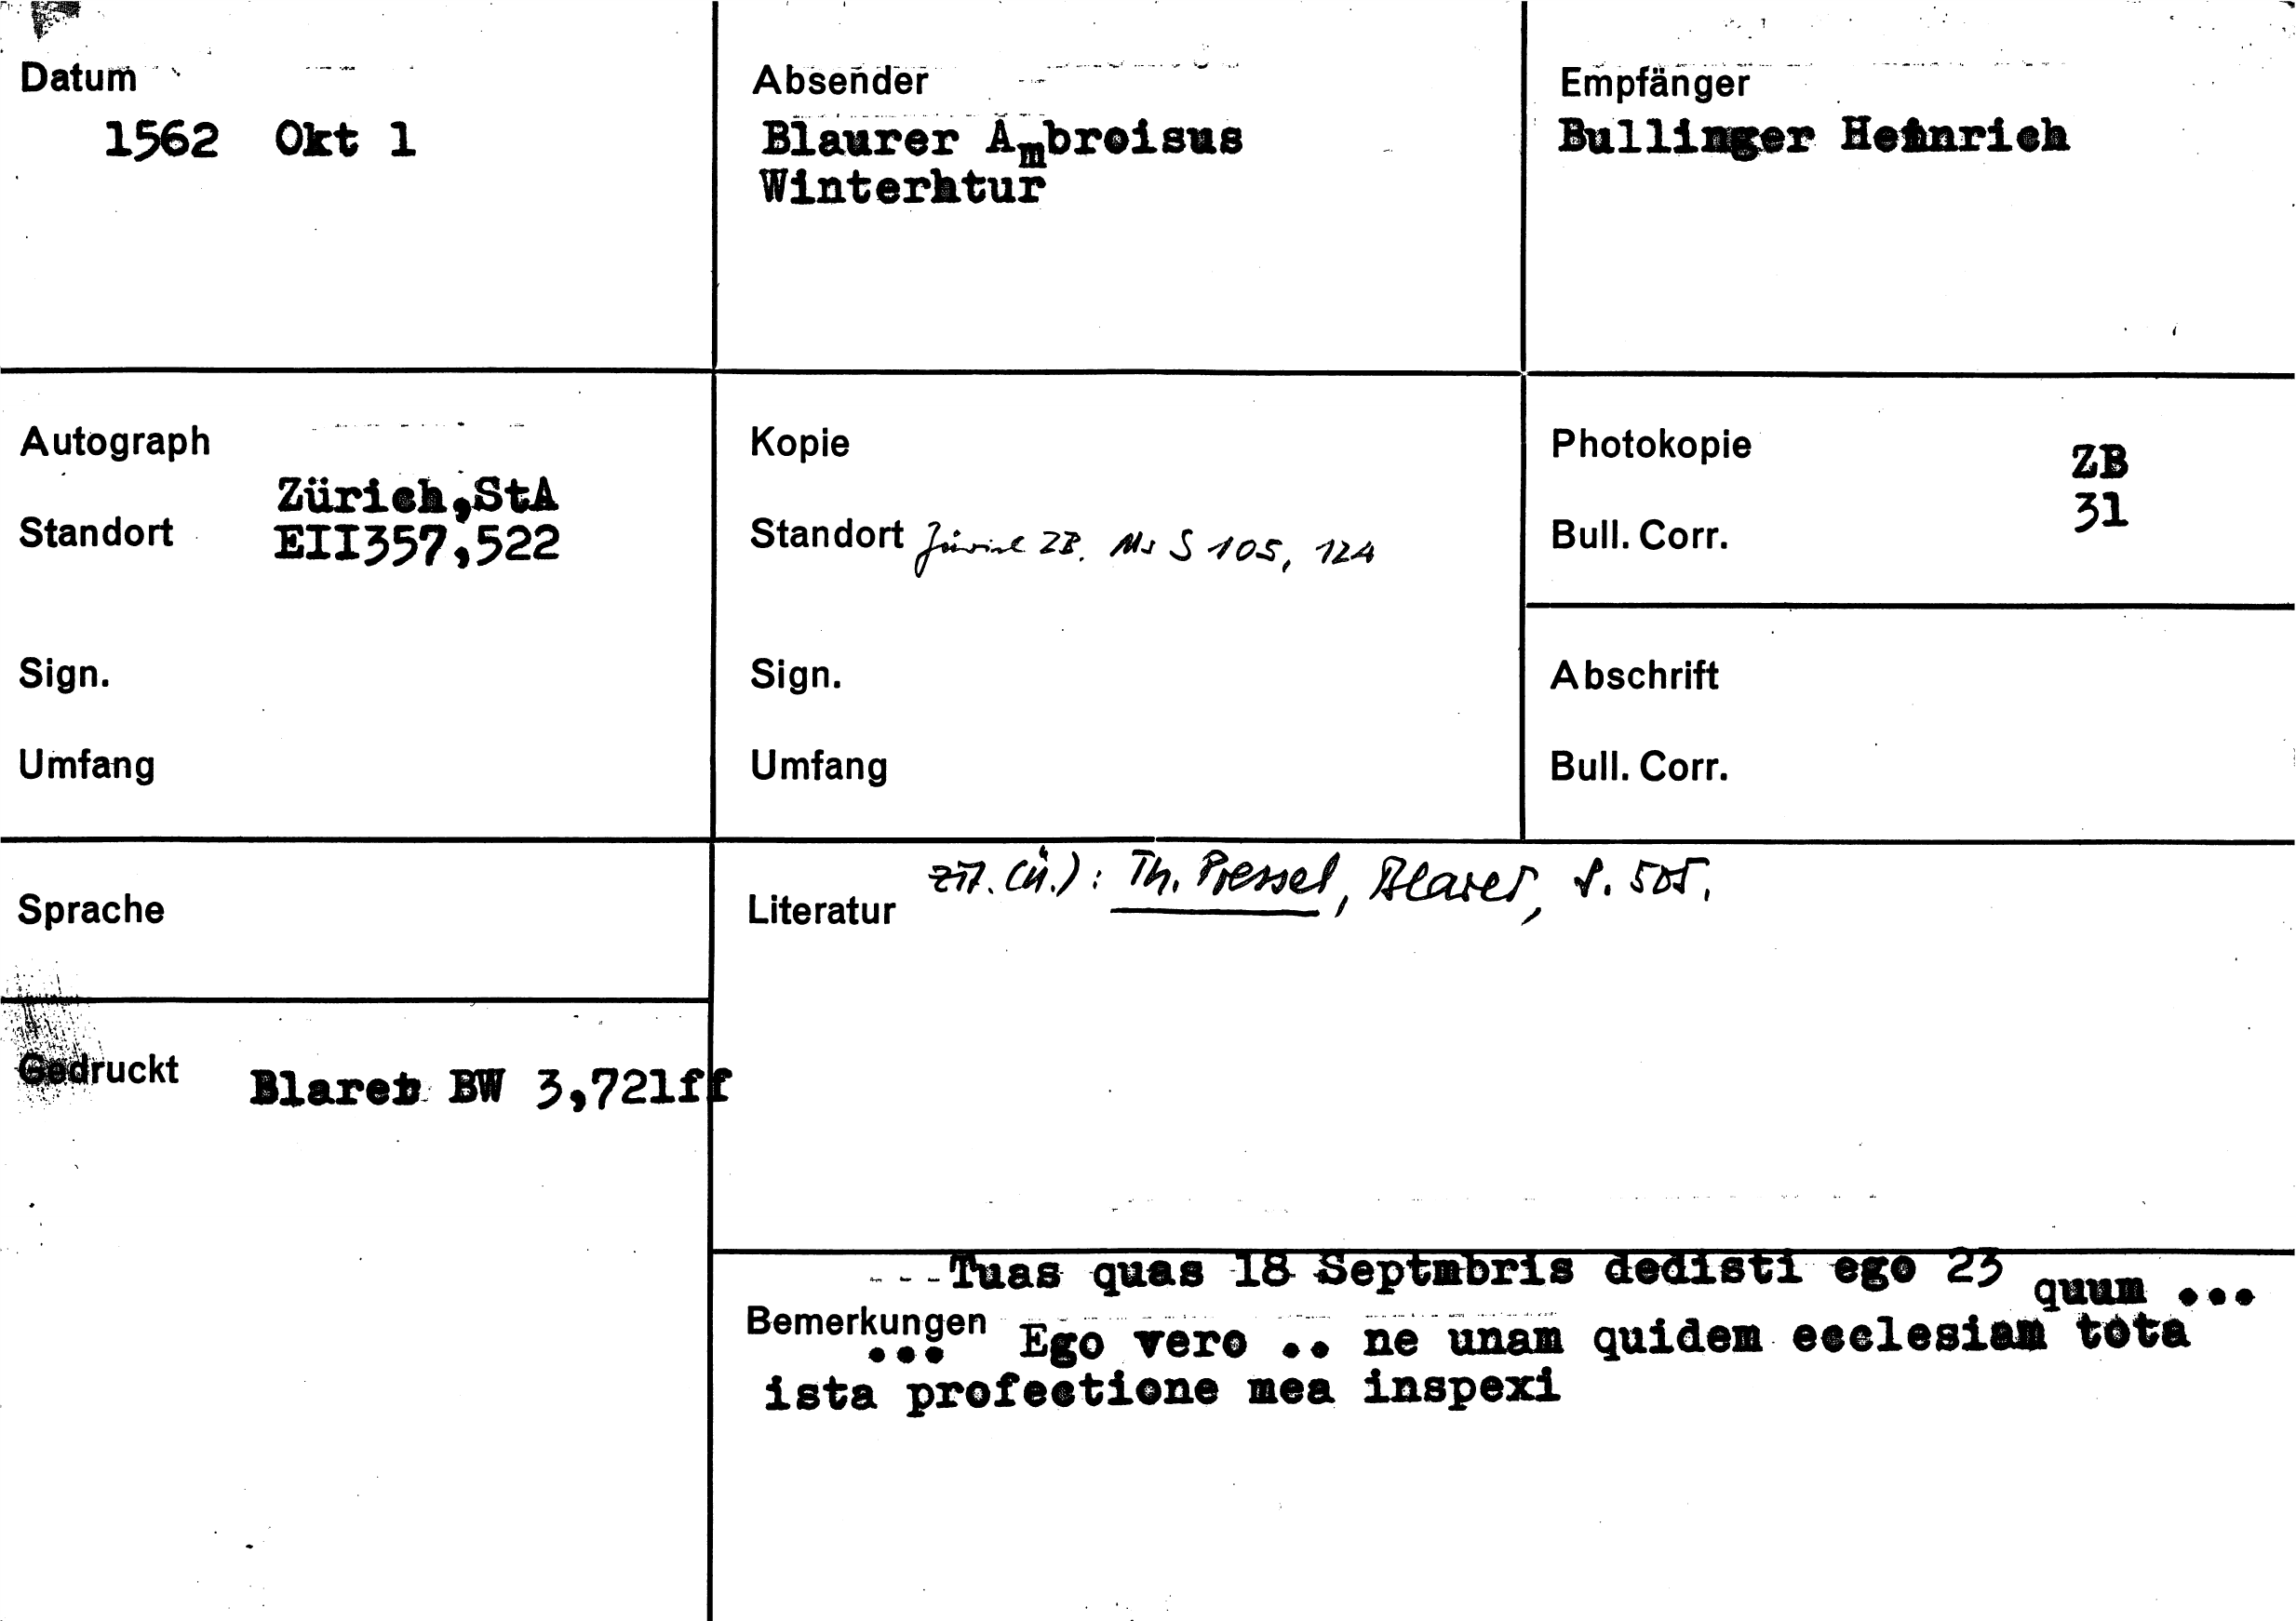 Datum
1562 Okt 1
Absender
Blaurer Ambroisus
Winterhtur
Empfänger
Bullinger Heinrich
Autograph
Zürich,StA
Standort EII357,522
Sign.
Umfang
Kopie
Standort Zürich ZB. Ms S 105, 124
Sign.
Umfang
Photokopie ZB
31
Bull. Corr.
Abschrift
Bull. Corr.
Sprache
Literatur zit. (ü.): Th. Pressel, Blarer, S. 505.
Gedruckt Blarer BW 3,721ff
Tuas quas 18 Septmbris dedisti ego 23 quum ...
Bemerkungen
... Ego vero .. ne unam quidem ecclesiam tota
ista profectione mea inspexi